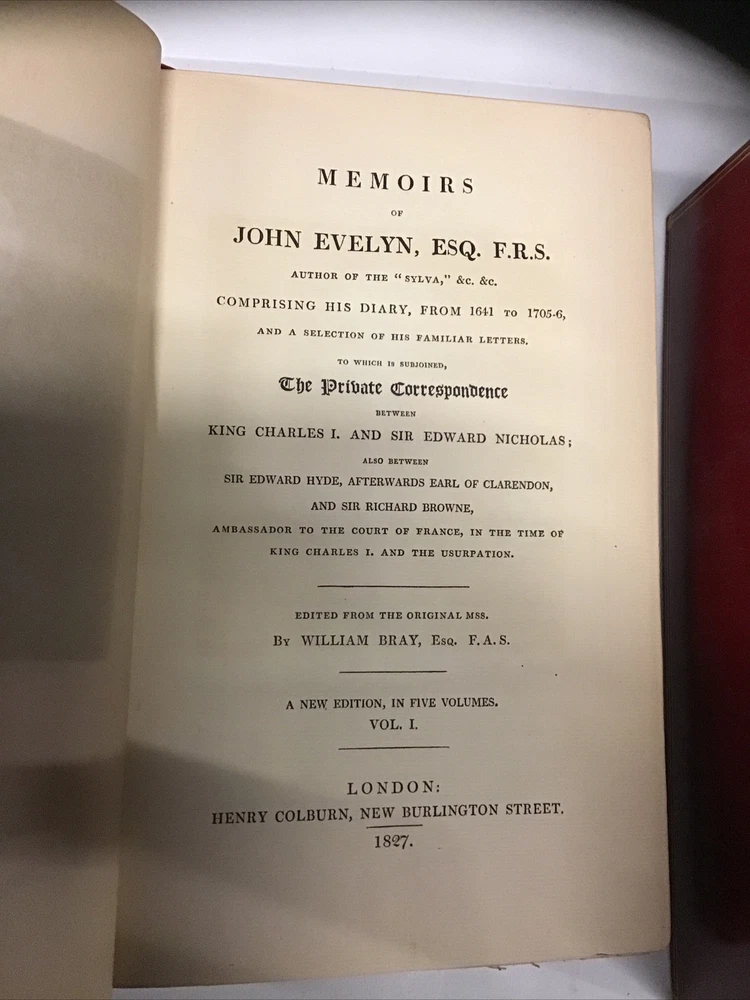 MEMOIRS
OF
JOHN EVELYN, ESQ. F.R.S.
AUTHOR OF THE "SYLVA," &c. &c.
COMPRISING HIS DIARY, FROM 1641 TO 1705-6,
AND A SELECTION OF HIS FAMILIAR LETTERS.
TO WHICH IS SUBJOINED,
The Private Correspondence
BETWEEN
KING CHARLES I. AND SIR EDWARD NICHOLAS;
ALSO BETWEEN
SIR EDWARD HYDE, AFTERWARDS EARL OF CLARENDON,
AND SIR RICHARD BROWNE,
AMBASSADOR TO THE COURT OF FRANCE, IN THE TIME OF
KING CHARLES I. AND THE USURPATION.
EDITED FROM THE ORIGINAL MSS.
By WILLIAM BRAY, Esq. F.A.S.
A NEW EDITION, IN FIVE VOLUMES.
VOL. I.
LONDON:
HENRY COLBURN, NEW BURLINGTON STREET.
1827.